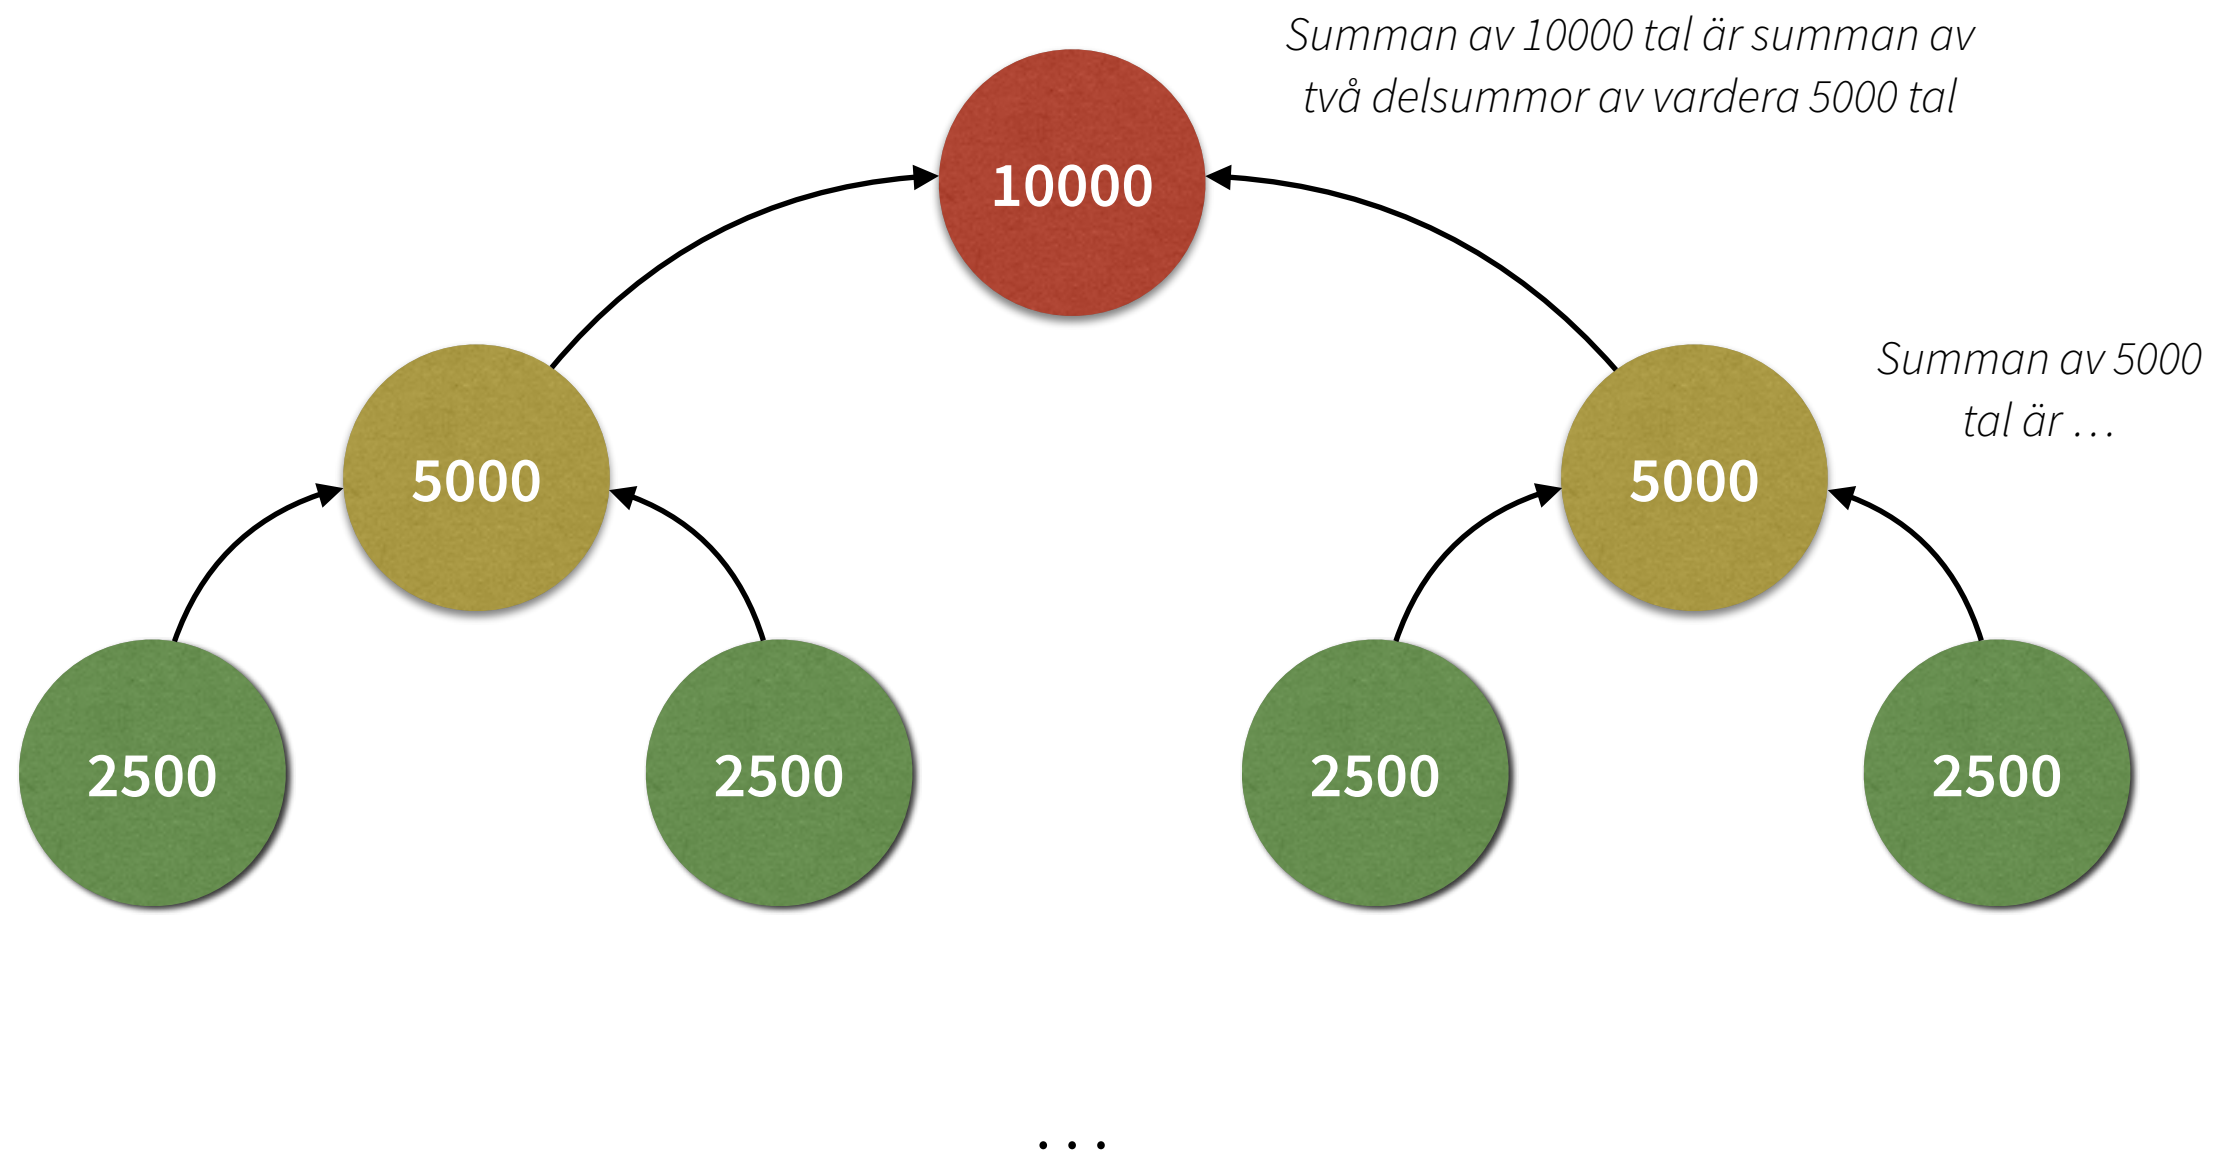 Summan av 10000 tal är summan av
två delsummor av vardera 5000 tal
10000
Summan av 5000
tal är …
5000
5000
2500
2500
2500
2500
…